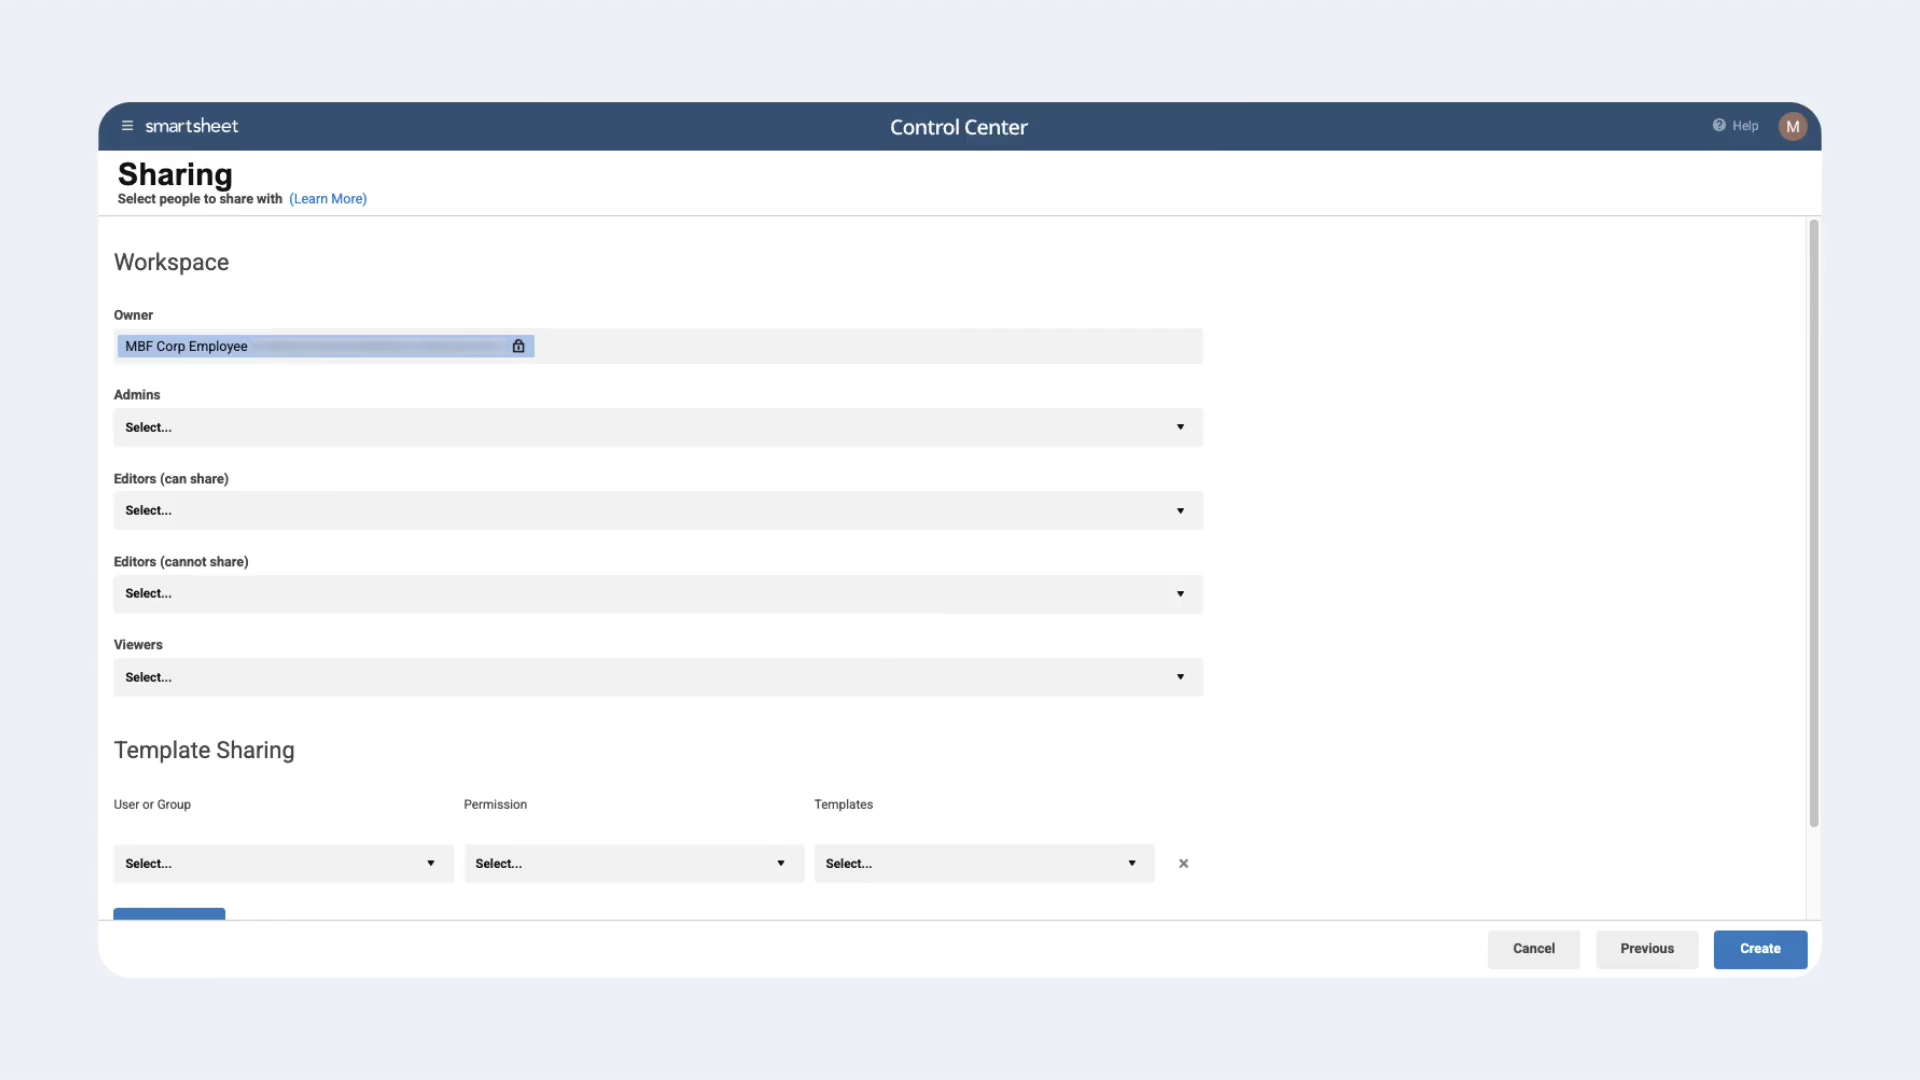 smartsheet
Control Center
Help
M
Sharing
Select people to share with (Learn More)
Workspace
Owner
MBF Corp Employee
Admins
Select...
Editors (can share)
Select...
Editors (cannot share)
Select...
Viewers
Select...
Template Sharing
User or Group Permission Templates
Select... Select... Select...
Cancel Previous Create